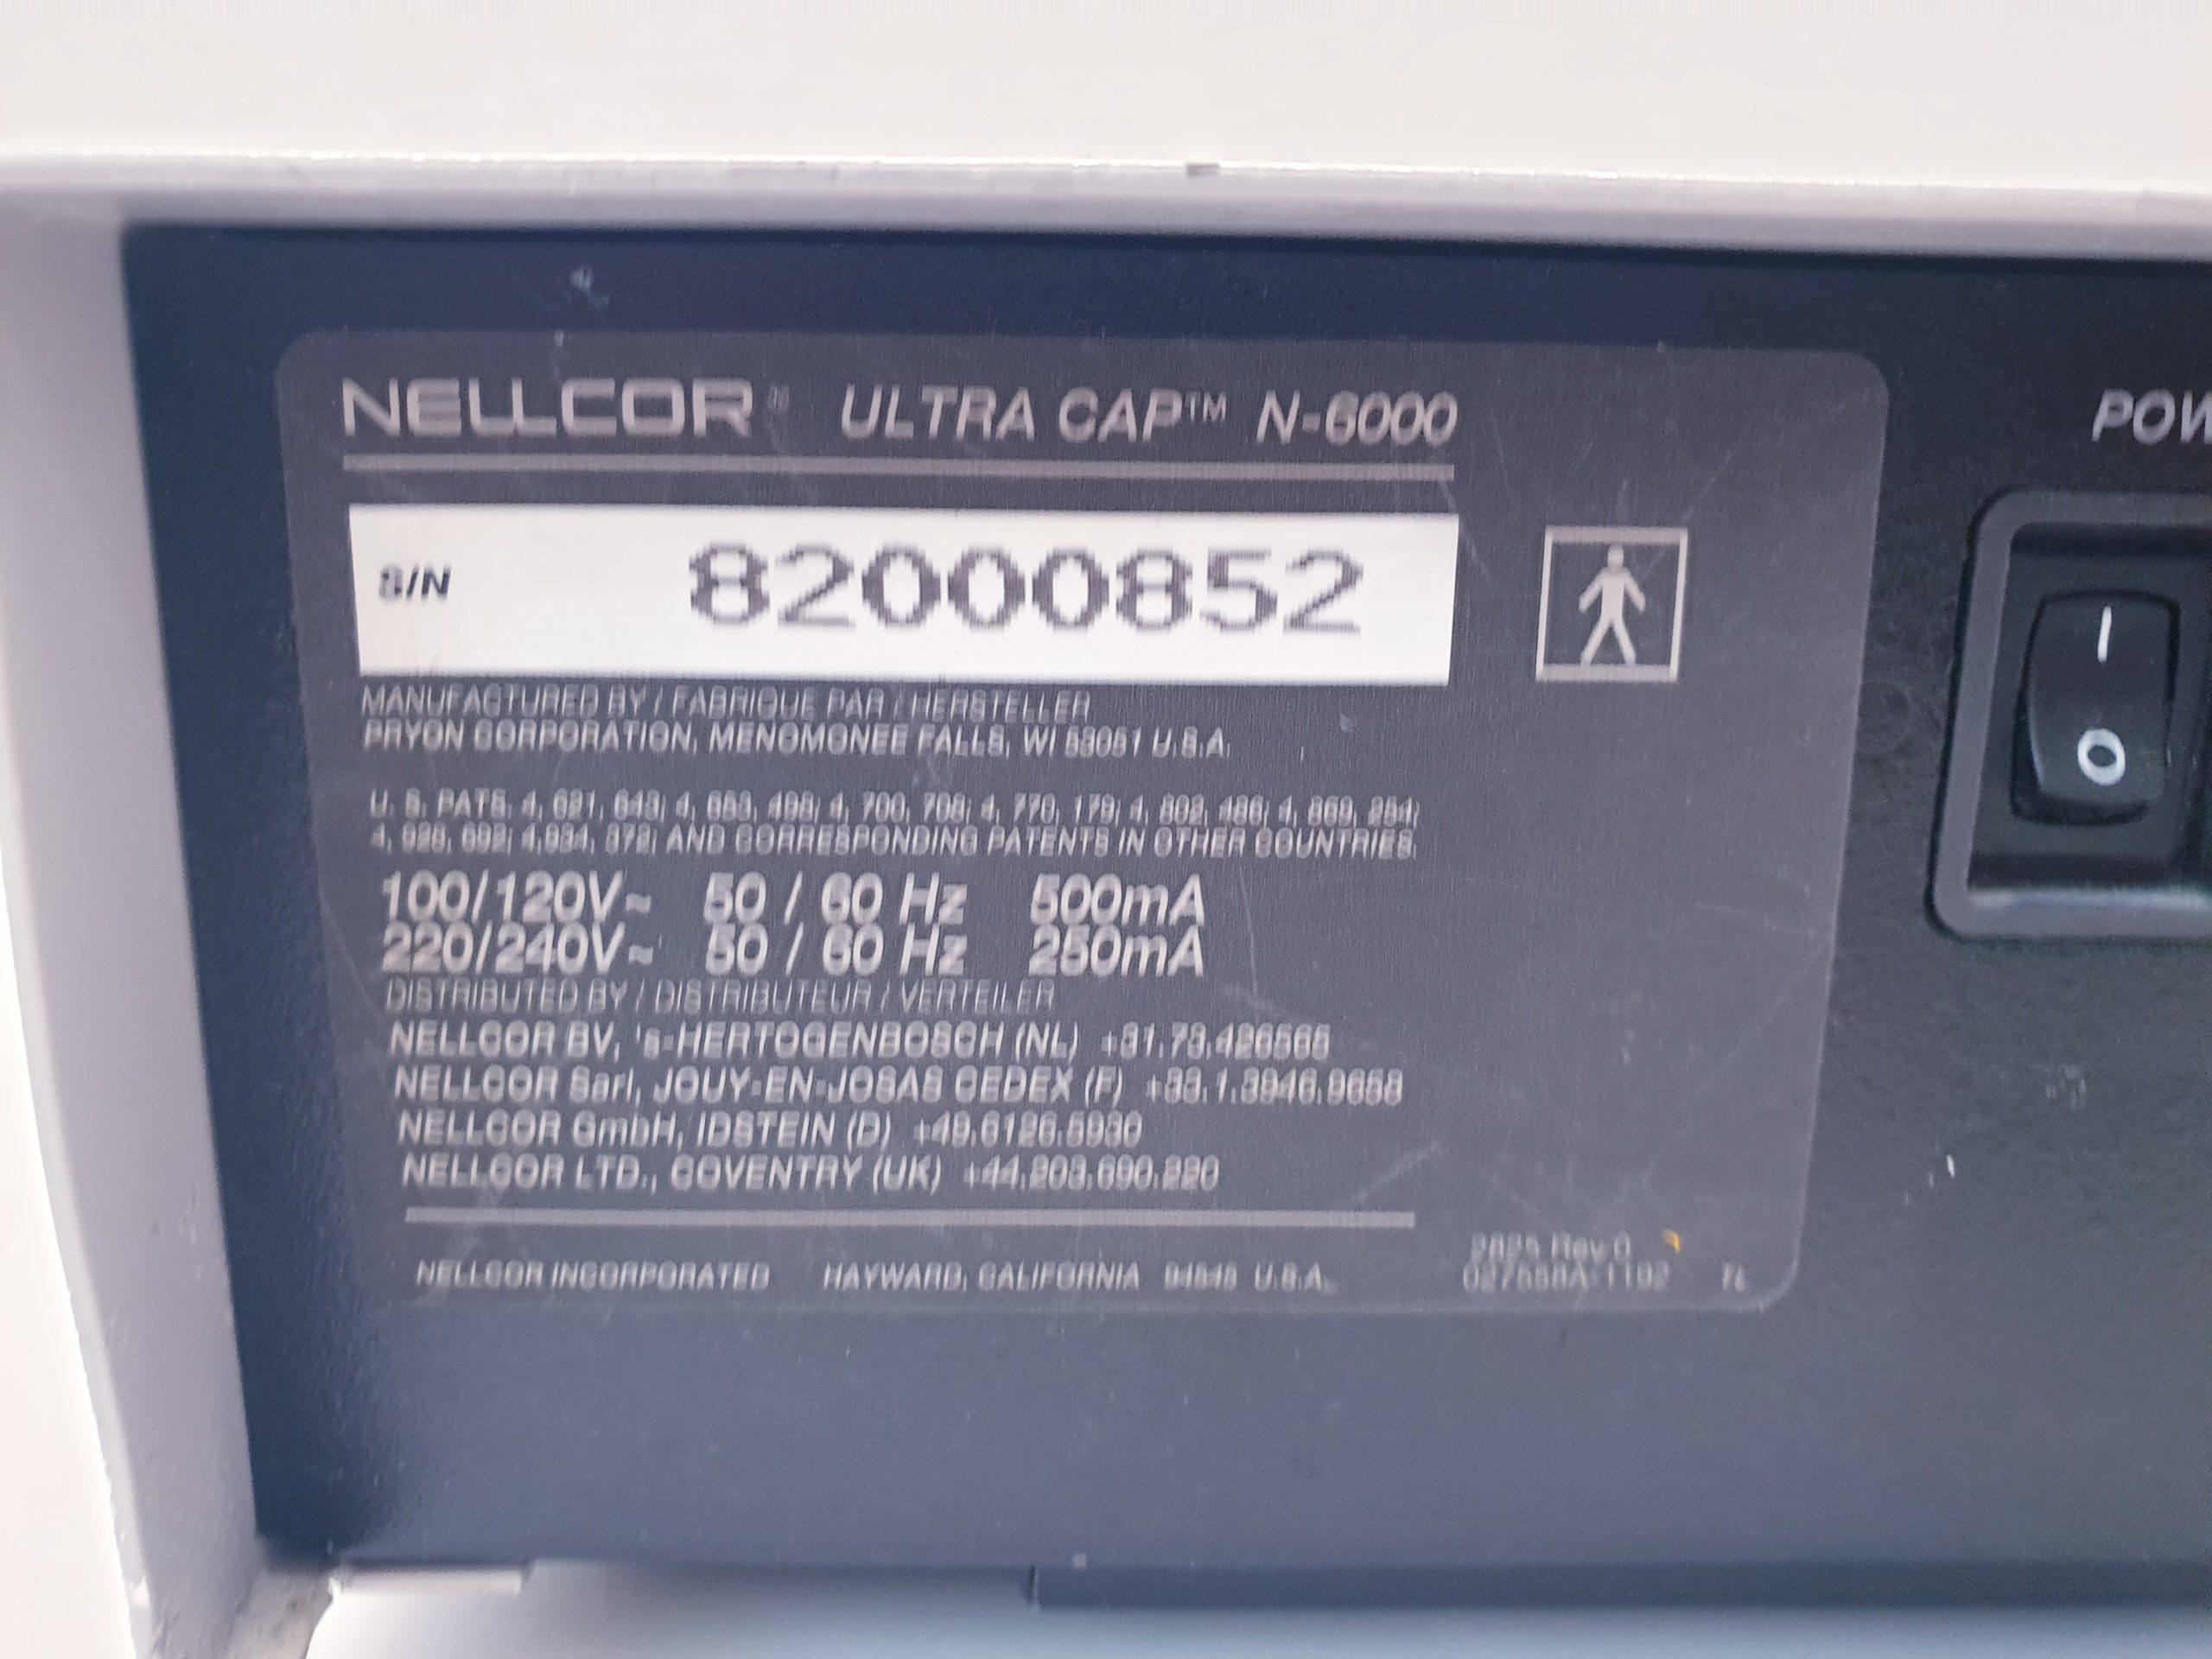 NELLCOR® ULTRA CAP™ N-6000
POW
S/N 82000852
I
O
MANUFACTURED BY / FABRIQUE PAR / HERSTELLER
PRYON CORPORATION, MENOMONEE FALLS, WI 53051 U.S.A.
U. S. PATS. 4, 621, 643; 4, 653, 498; 4, 700, 708; 4, 770, 179; 4, 802, 486; 4, 869, 254;
4, 928, 692; 4,934, 372; AND CORRESPONDING PATENTS IN OTHER COUNTRIES.
100/120V~ 50 / 60 Hz 500mA
220/240V~ 50 / 60 Hz 250mA
DISTRIBUTED BY / DISTRIBUTEUR / VERTEILER
NELLCOR BV, 's-HERTOGENBOSCH (NL) +31.73.426565
NELLCOR Sarl, JOUY-EN-JOSAS CEDEX (F) +33.1.3946.9658
NELLCOR GmbH, IDSTEIN (D) +49.6126.5930
NELLCOR LTD., COVENTRY (UK) +44.203.690.220
NELLCOR INCORPORATED HAYWARD, CALIFORNIA 94545 U.S.A.
2825 Rev.0
027558A-1192